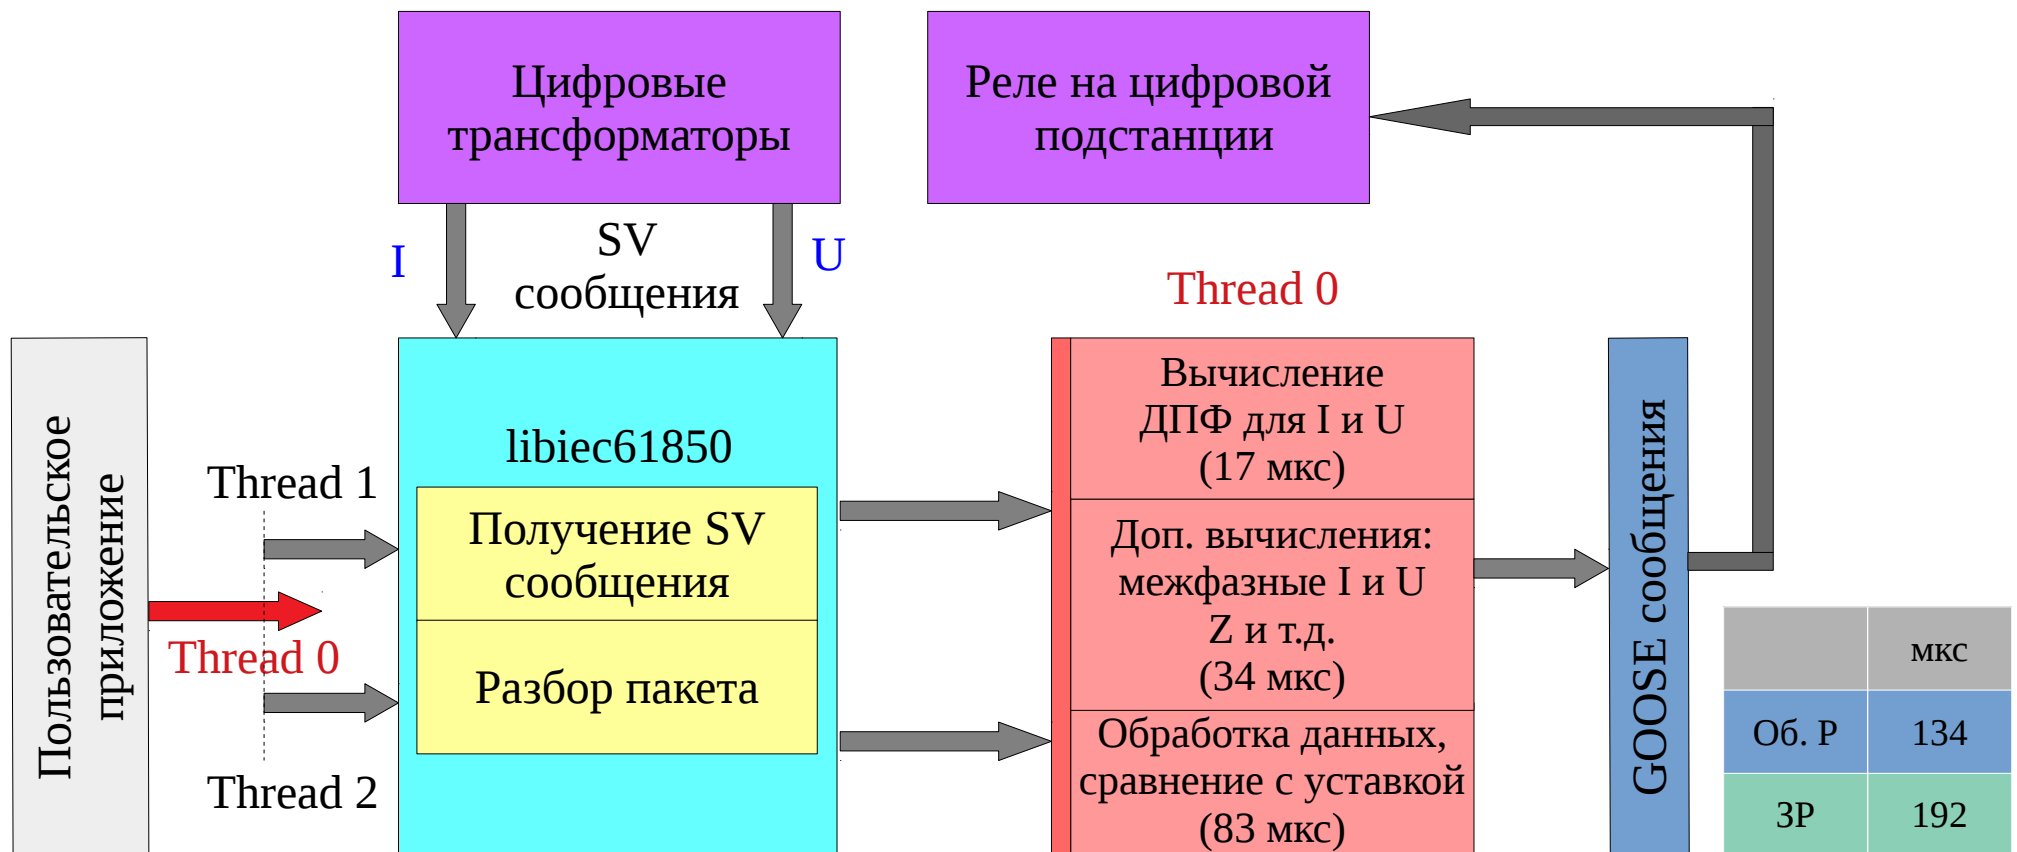 Цифровые
трансформаторы
Реле на цифровой
подстанции
I
SV
сообщения
U
Thread 0
Пользовательское
приложение
Thread 1
Thread 0
Thread 2
libiec61850
Получение SV
сообщения
Разбор пакета
Вычисление
ДПФ для I и U
(17 мкс)
Доп. вычисления:
межфазные I и U
Z и т.д.
(34 мкс)
Обработка данных,
сравнение с уставкой
(83 мкс)
GOOSE сообщения
мкс
Об. Р 134
ЗР 192